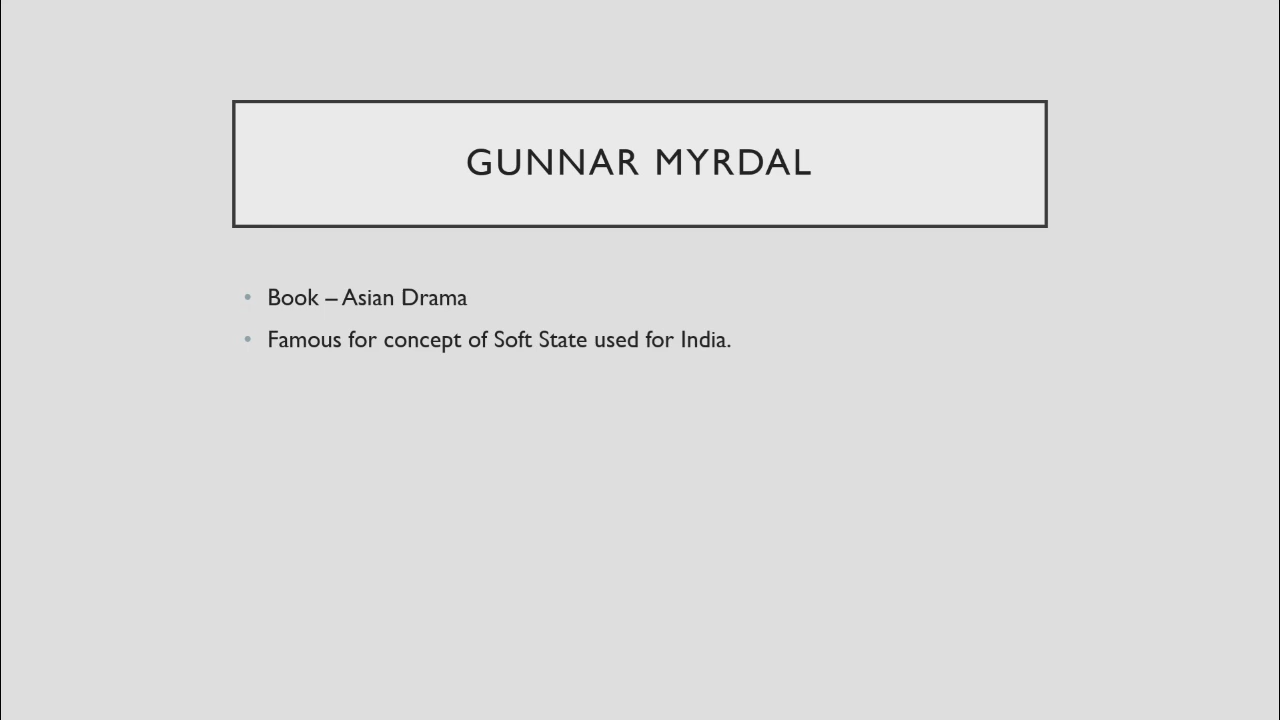 GUNNAR MYRDAL
• Book – Asian Drama
• Famous for concept of Soft State used for India.